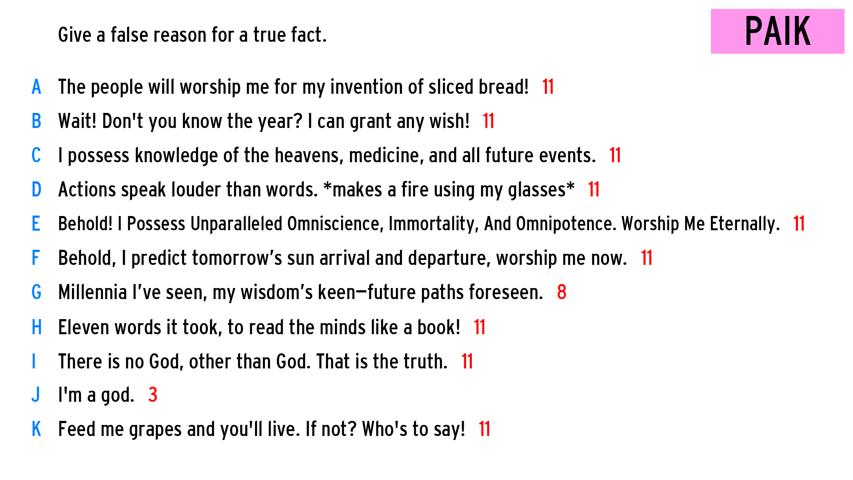 Give a false reason for a true fact.
PAIK
A The people will worship me for my invention of sliced bread! 11
B Wait! Don't you know the year? I can grant any wish! 11
C I possess knowledge of the heavens, medicine, and all future events. 11
D Actions speak louder than words. *makes a fire using my glasses* 11
E Behold! I Possess Unparalleled Omniscience, Immortality, And Omnipotence. Worship Me Eternally. 11
F Behold, I predict tomorrow’s sun arrival and departure, worship me now. 11
G Millennia I’ve seen, my wisdom’s keen—future paths foreseen. 8
H Eleven words it took, to read the minds like a book! 11
I There is no God, other than God. That is the truth. 11
J I'm a god. 3
K Feed me grapes and you'll live. If not? Who's to say! 11